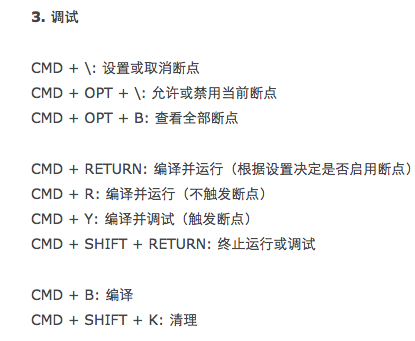 3. 调试
CMD + \: 设置或取消断点
CMD + OPT + \: 允许或禁用当前断点
CMD + OPT + B: 查看全部断点
CMD + RETURN: 编译并运行（根据设置决定是否启用断点）
CMD + R: 编译并运行（不触发断点）
CMD + Y: 编译并调试（触发断点）
CMD + SHIFT + RETURN: 终止运行或调试
CMD + B: 编译
CMD + SHIFT + K: 清理